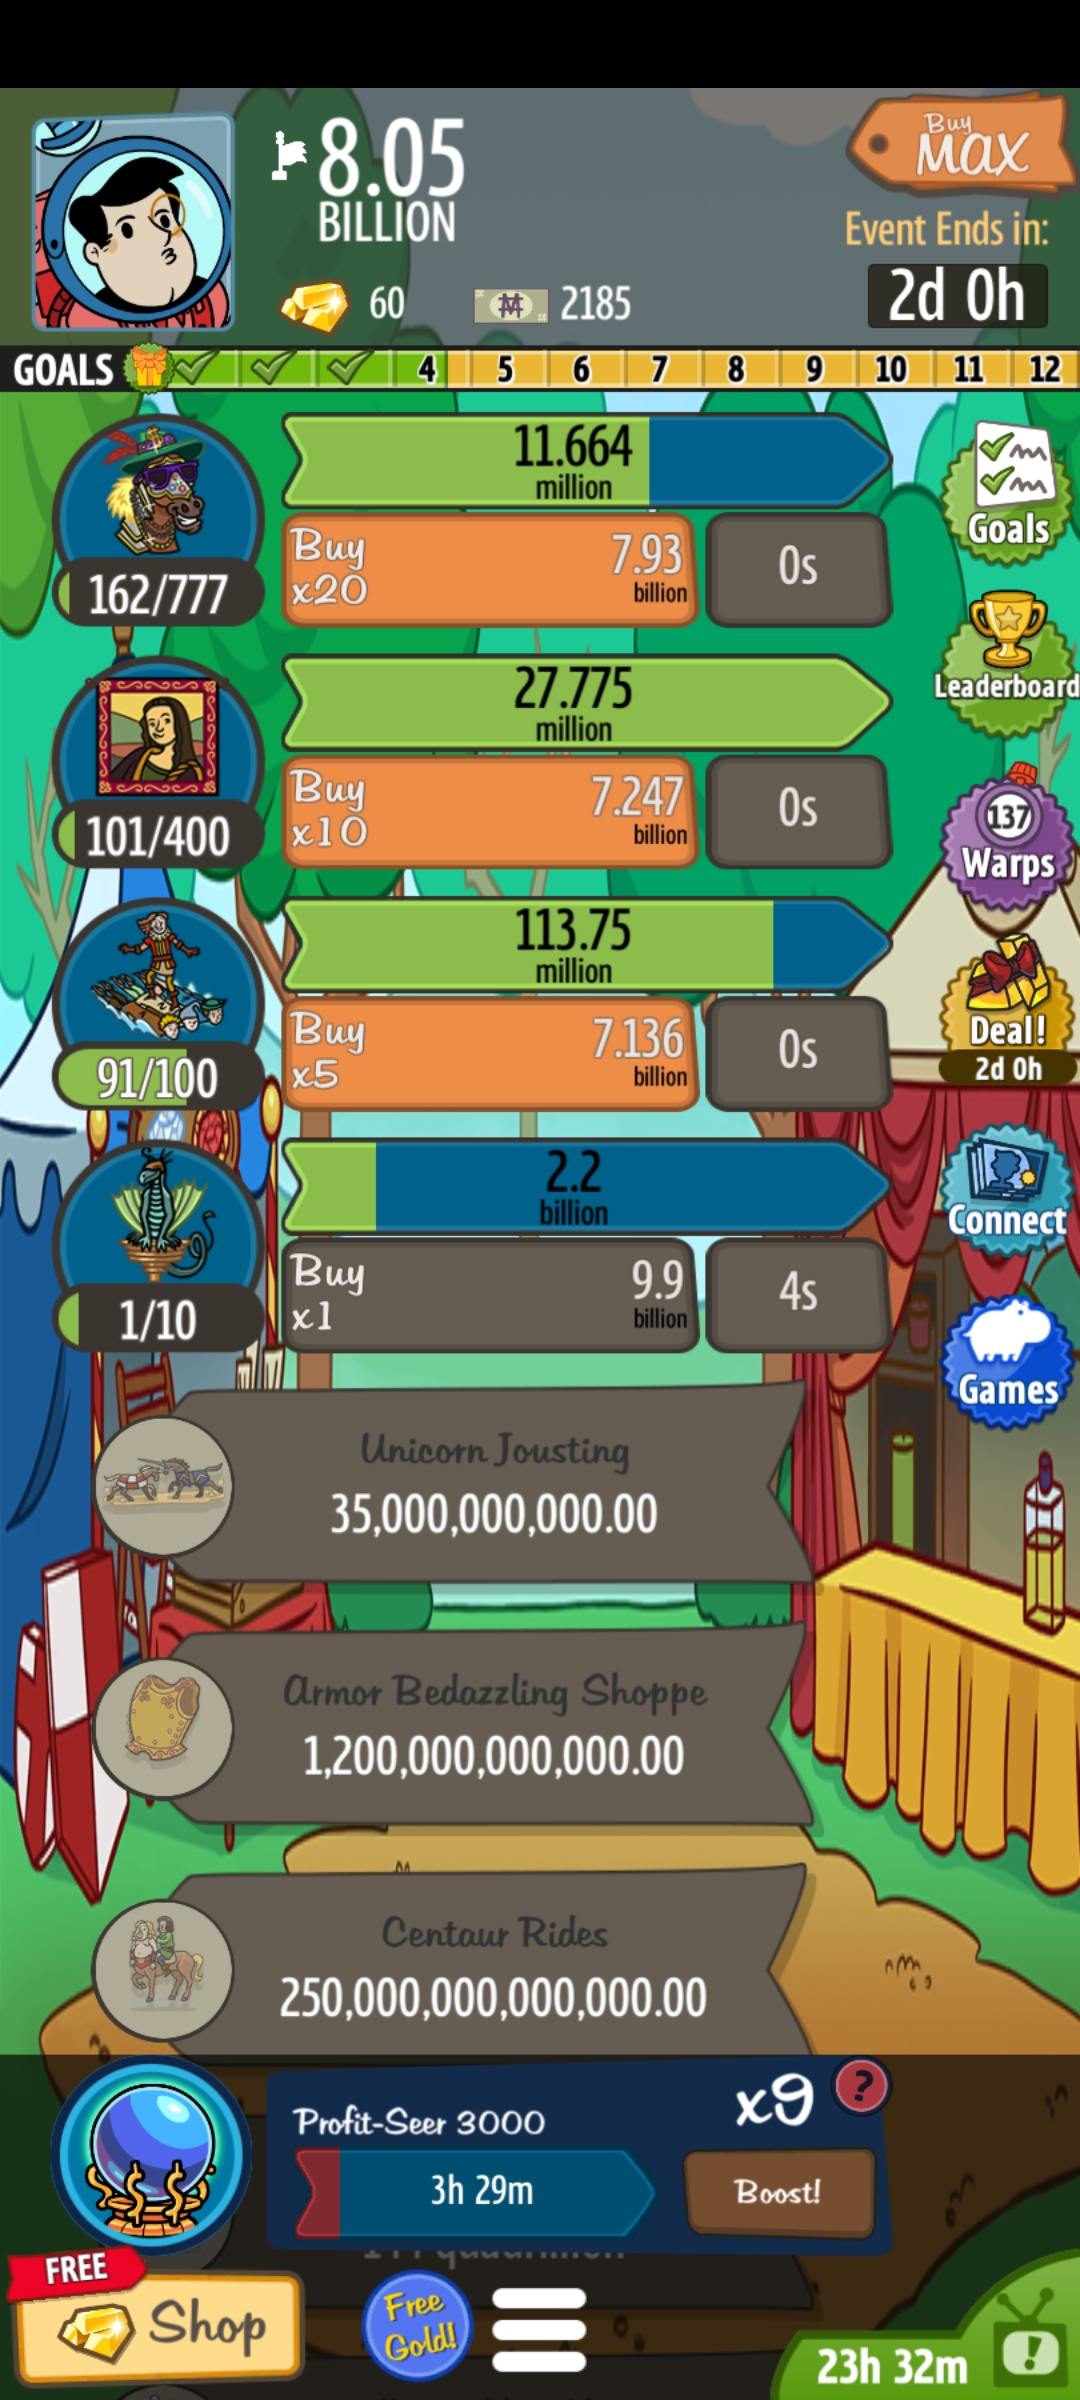 8.05
BILLION
Buy
MAX
Event Ends in:
2d 0h
60
2185
GOALS 4 5 6 7 8 9 10 11 12
11.664
million
Buy
x20
7.93
billion
0s
162/777
Goals
27.775
million
Buy
x10
7.247
billion
0s
101/400
Leaderboard
137
Warps
113.75
million
Buy
x5
7.136
billion
0s
91/100
Deal!
2d 0h
2.2
billion
Buy
x1
9.9
billion
4s
1/10
Connect
Games
Unicorn Jousting
35,000,000,000.00
Armor Bedazzling Shoppe
1,200,000,000,000.00
Centaur Rides
250,000,000,000,000.00
Profit-Seer 3000
x9
?
3h 29m
Boost!
FREE
Shop
Free
Gold!
23h 32m
!